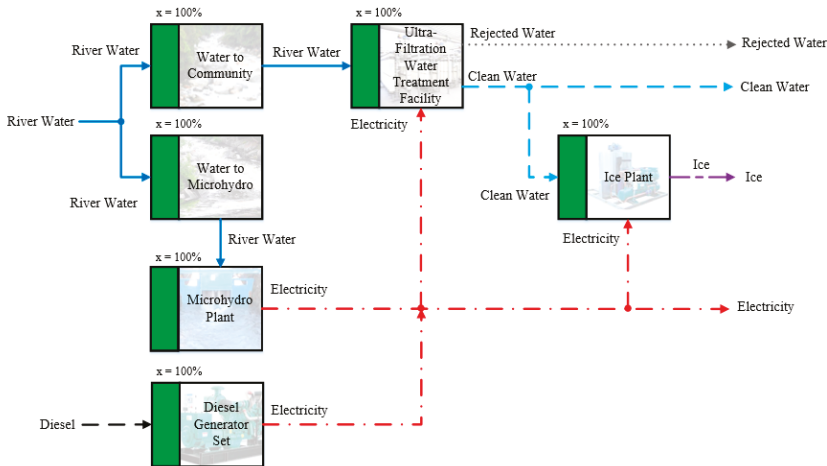 x = 100%
River Water
Water to
Community
River Water
x = 100%
Ultra-
Filtration
Water
Treatment
Facility
Rejected Water
Rejected Water
Clean Water
Clean Water
River Water
Electricity
x = 100%
River Water
Water to
Microhydro
x = 100%
Clean Water
Ice Plant
Ice
Ice
River Water
Electricity
x = 100%
Microhydro
Plant
Electricity
Electricity
x = 100%
Diesel
Diesel
Generator
Set
Electricity